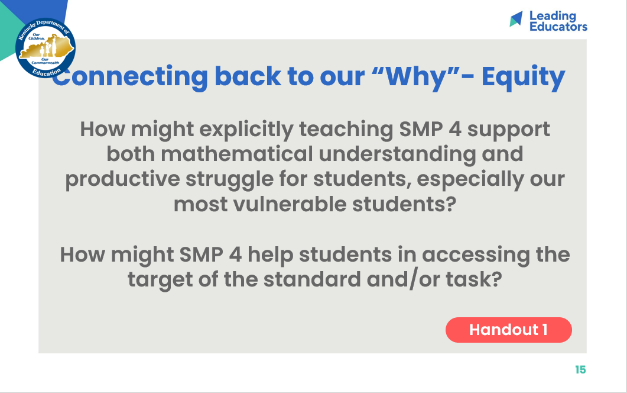 Leading
Educators
Kentucky Department of
Our
Children,
Our
Commonwealth
Education
Connecting back to our “Why”– Equity
How might explicitly teaching SMP 4 support
both mathematical understanding and
productive struggle for students, especially our
most vulnerable students?
How might SMP 4 help students in accessing the
target of the standard and/or task?
Handout 1
15